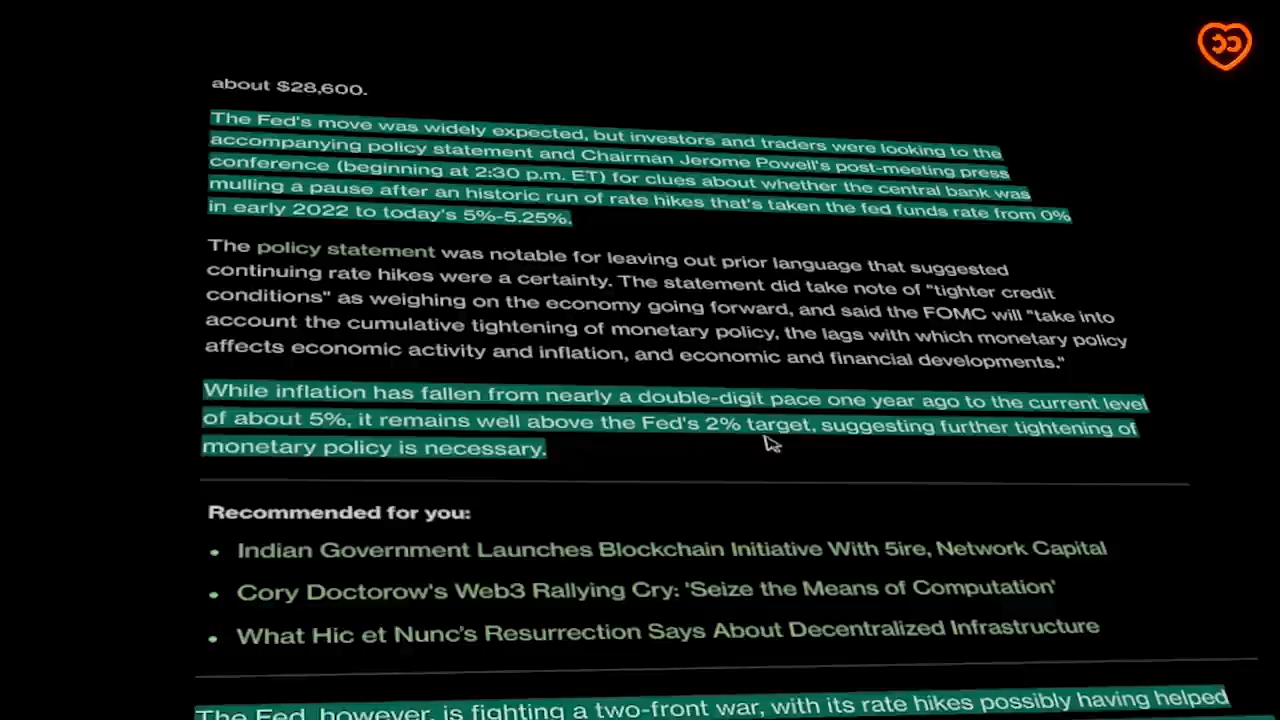 about $28,600.
The Fed's move was widely expected, but investors and traders were looking to the
accompanying policy statement and Chairman Jerome Powell's post-meeting press
conference (beginning at 2:30 p.m. ET) for clues about whether the central bank was
mulling a pause after an historic run of rate hikes that's taken the fed funds rate from 0%
in early 2022 to today's 5%-5.25%.
The policy statement was notable for leaving out prior language that suggested
continuing rate hikes were a certainty. The statement did take note of "tighter credit
conditions" as weighing on the economy going forward, and said the FOMC will "take into
account the cumulative tightening of monetary policy, the lags with which monetary policy
affects economic activity and inflation, and economic and financial developments."
While inflation has fallen from nearly a double-digit pace one year ago to the current level
of about 5%, it remains well above the Fed's 2% target, suggesting further tightening of
monetary policy is necessary.
Recommended for you:
• Indian Government Launches Blockchain Initiative With 5ire, Network Capital
• Cory Doctorow's Web3 Rallying Cry: 'Seize the Means of Computation'
• What Hic et Nunc's Resurrection Says About Decentralized Infrastructure
The Fed, however, is fighting a two-front war, with its rate hikes possibly having helped